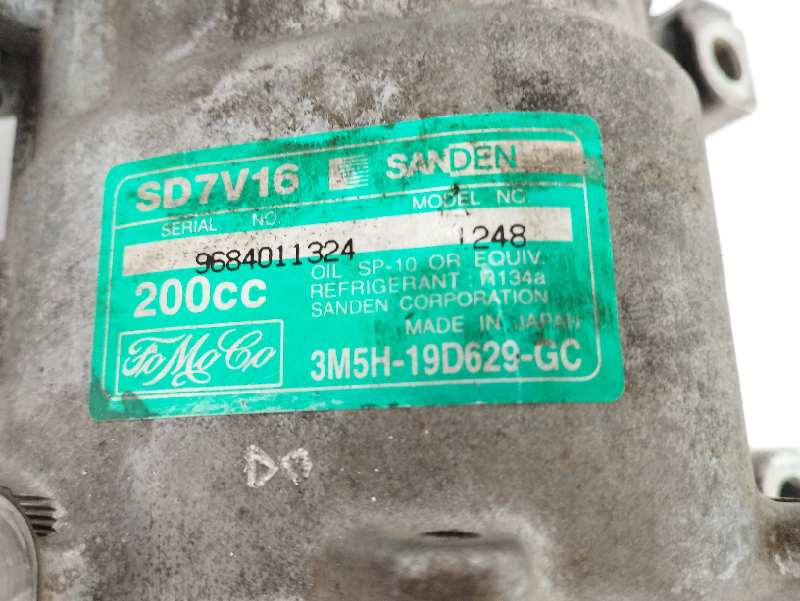 SD7V16 SANDEN
SERIAL NO. MODEL NO.
9684011324 1248
200cc
OIL SP-10 OR EQUIV.
REFRIGERANT : R134a
SANDEN CORPORATION
MADE IN JAPAN
FoMoCo 3M5H-19D629-GC